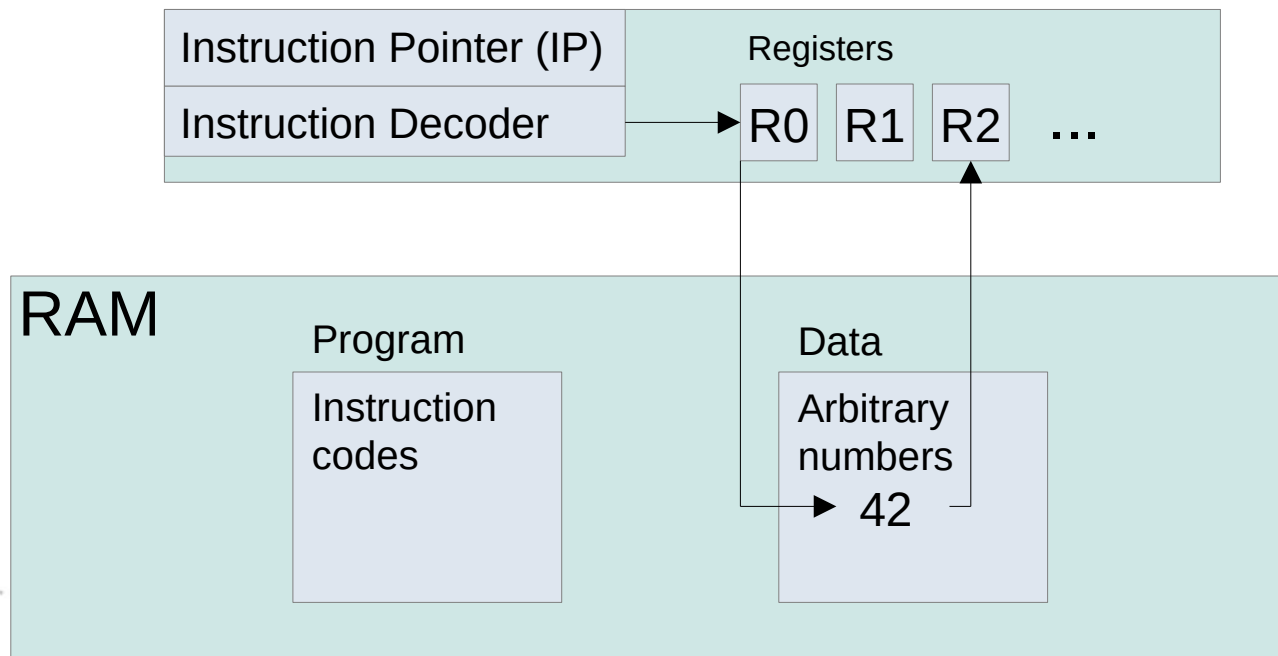 Instruction Pointer (IP)
Instruction Decoder
Registers
R0 R1 R2 ...
RAM
Program
Instruction
codes
Data
Arbitrary
numbers
42